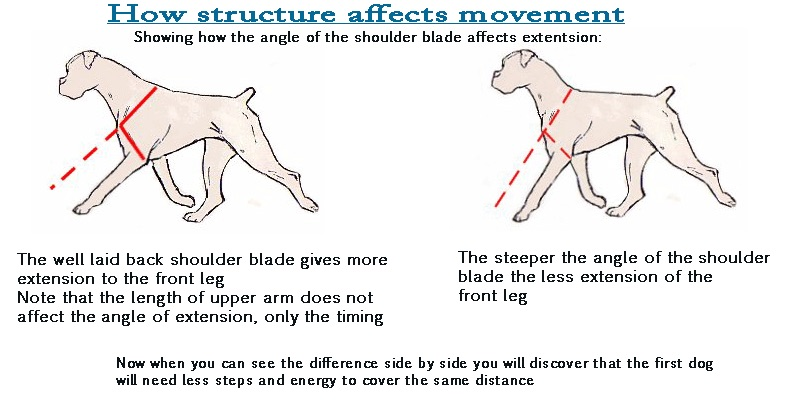 How structure affects movement
Showing how the angle of the shoulder blade affects extentsion:
The well laid back shoulder blade gives more
extension to the front leg
Note that the length of upper arm does not
affect the angle of extension, only the timing
The steeper the angle of the shoulder
blade the less extension of the
front leg
Now when you can see the difference side by side you will discover that the first dog
will need less steps and energy to cover the same distance